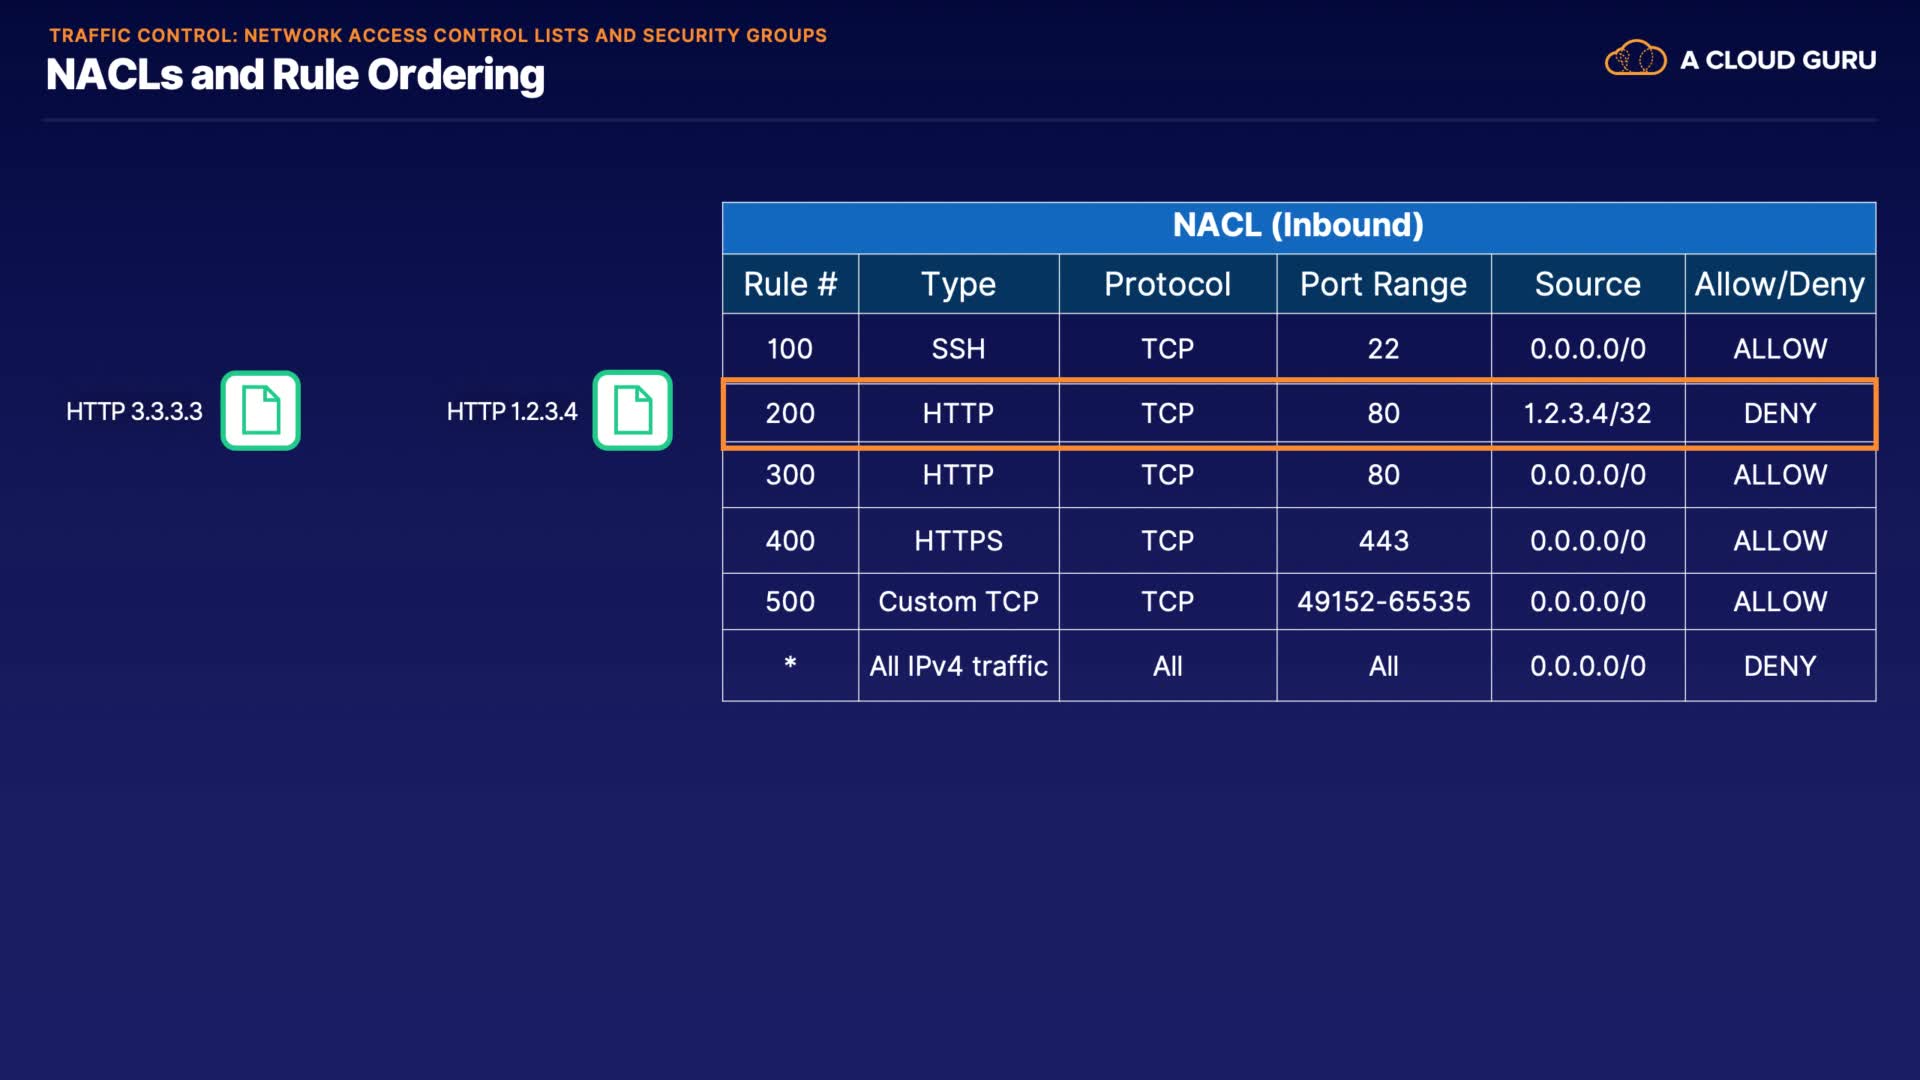 TRAFFIC CONTROL: NETWORK ACCESS CONTROL LISTS AND SECURITY GROUPS
NACLs and Rule Ordering
A CLOUD GURU
HTTP 3.3.3.3
HTTP 1.2.3.4
NACL (Inbound)
Rule # Type Protocol Port Range Source Allow/Deny
100 SSH TCP 22 0.0.0.0/0 ALLOW
200 HTTP TCP 80 1.2.3.4/32 DENY
300 HTTP TCP 80 0.0.0.0/0 ALLOW
400 HTTPS TCP 443 0.0.0.0/0 ALLOW
500 Custom TCP TCP 49152-65535 0.0.0.0/0 ALLOW
* All IPv4 traffic All All 0.0.0.0/0 DENY